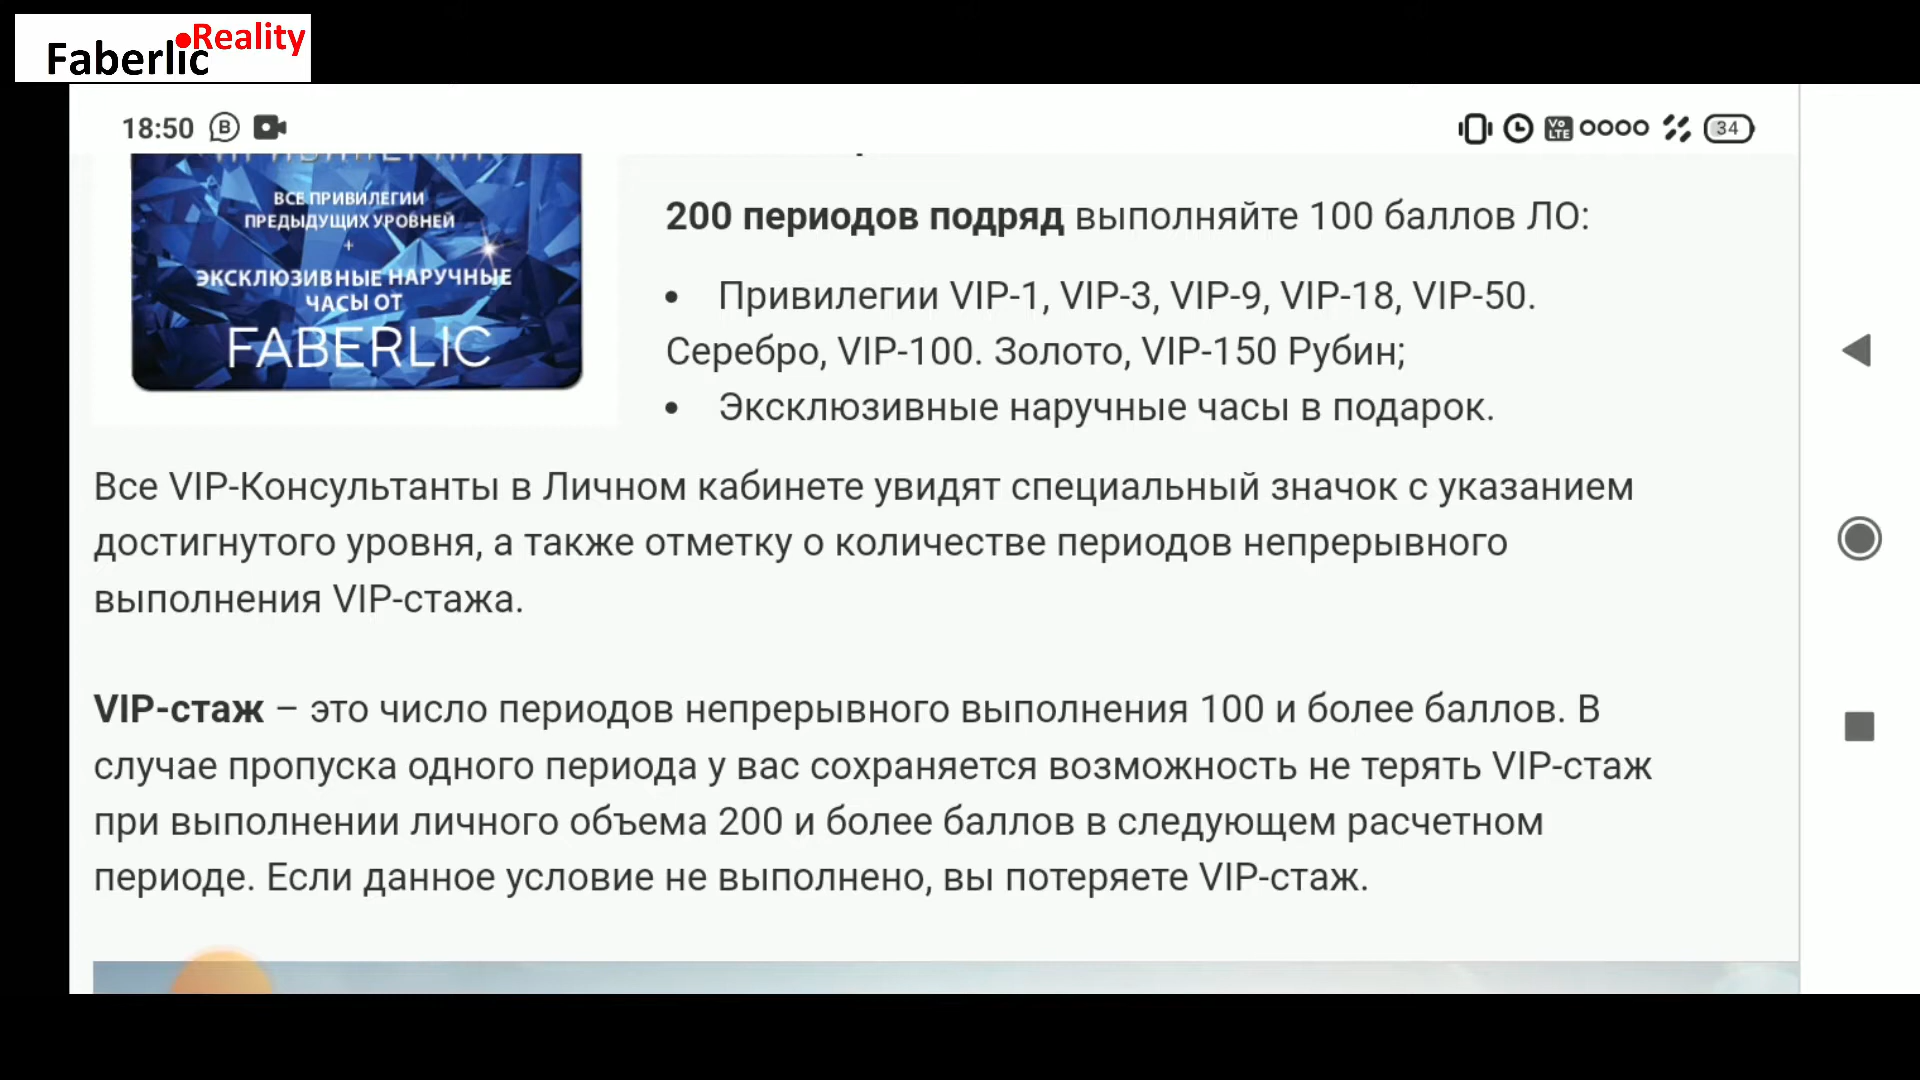 Reality
Faberlic
18:50
34
ВСЕ ПРИВИЛЕГИИ
ПРЕДЫДУЩИХ УРОВНЕЙ
+
ЭКСКЛЮЗИВНЫЕ НАРУЧНЫЕ
ЧАСЫ ОТ
FABERLIC
200 периодов подряд выполняйте 100 баллов ЛО:
• Привилегии VIP-1, VIP-3, VIP-9, VIP-18, VIP-50.
Серебро, VIP-100. Золото, VIP-150 Рубин;
• Эксклюзивные наручные часы в подарок.
Все VIP-Консультанты в Личном кабинете увидят специальный значок с указанием
достигнутого уровня, а также отметку о количестве периодов непрерывного
выполнения VIP-стажа.
VIP-стаж – это число периодов непрерывного выполнения 100 и более баллов. В
случае пропуска одного периода у вас сохраняется возможность не терять VIP-стаж
при выполнении личного объема 200 и более баллов в следующем расчетном
периоде. Если данное условие не выполнено, вы потеряете VIP-стаж.